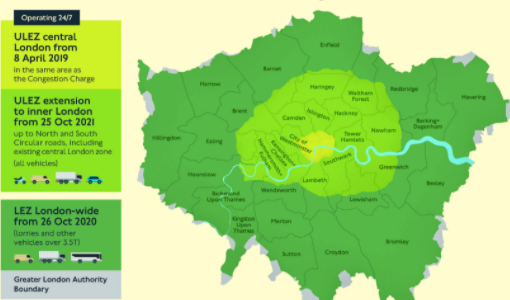 Operating 24/7
ULEZ central
London from
8 April 2019
in the same area as
the Congestion Charge
ULEZ extension
to inner London
from 25 Oct 2021
up to North and South
Circular roads, including
existing central London zone
(all vehicles)
LEZ London-wide
from 26 Oct 2020
(lorries and other
vehicles over 3.5T)
Greater London Authority
Boundary
Enfield
Barnet
Harrow
Haringey
Waltham
Forest
Redbridge
Havering
Brent
Camden
Islington
Hackney
Barking+
Dagenham
Hillingdon
Ealing
City of
Westminster
Tower
Hamlets
Newham
Kensington+
Chelsea
Hammersmith+
Fulham
Southwark
Greenwich
Hounslow
Lambeth
Bexley
Richmond
Upon Thames
Wandsworth
Lewisham
Kingston
Upon
Thames
Merton
Sutton
Croydon
Bromley